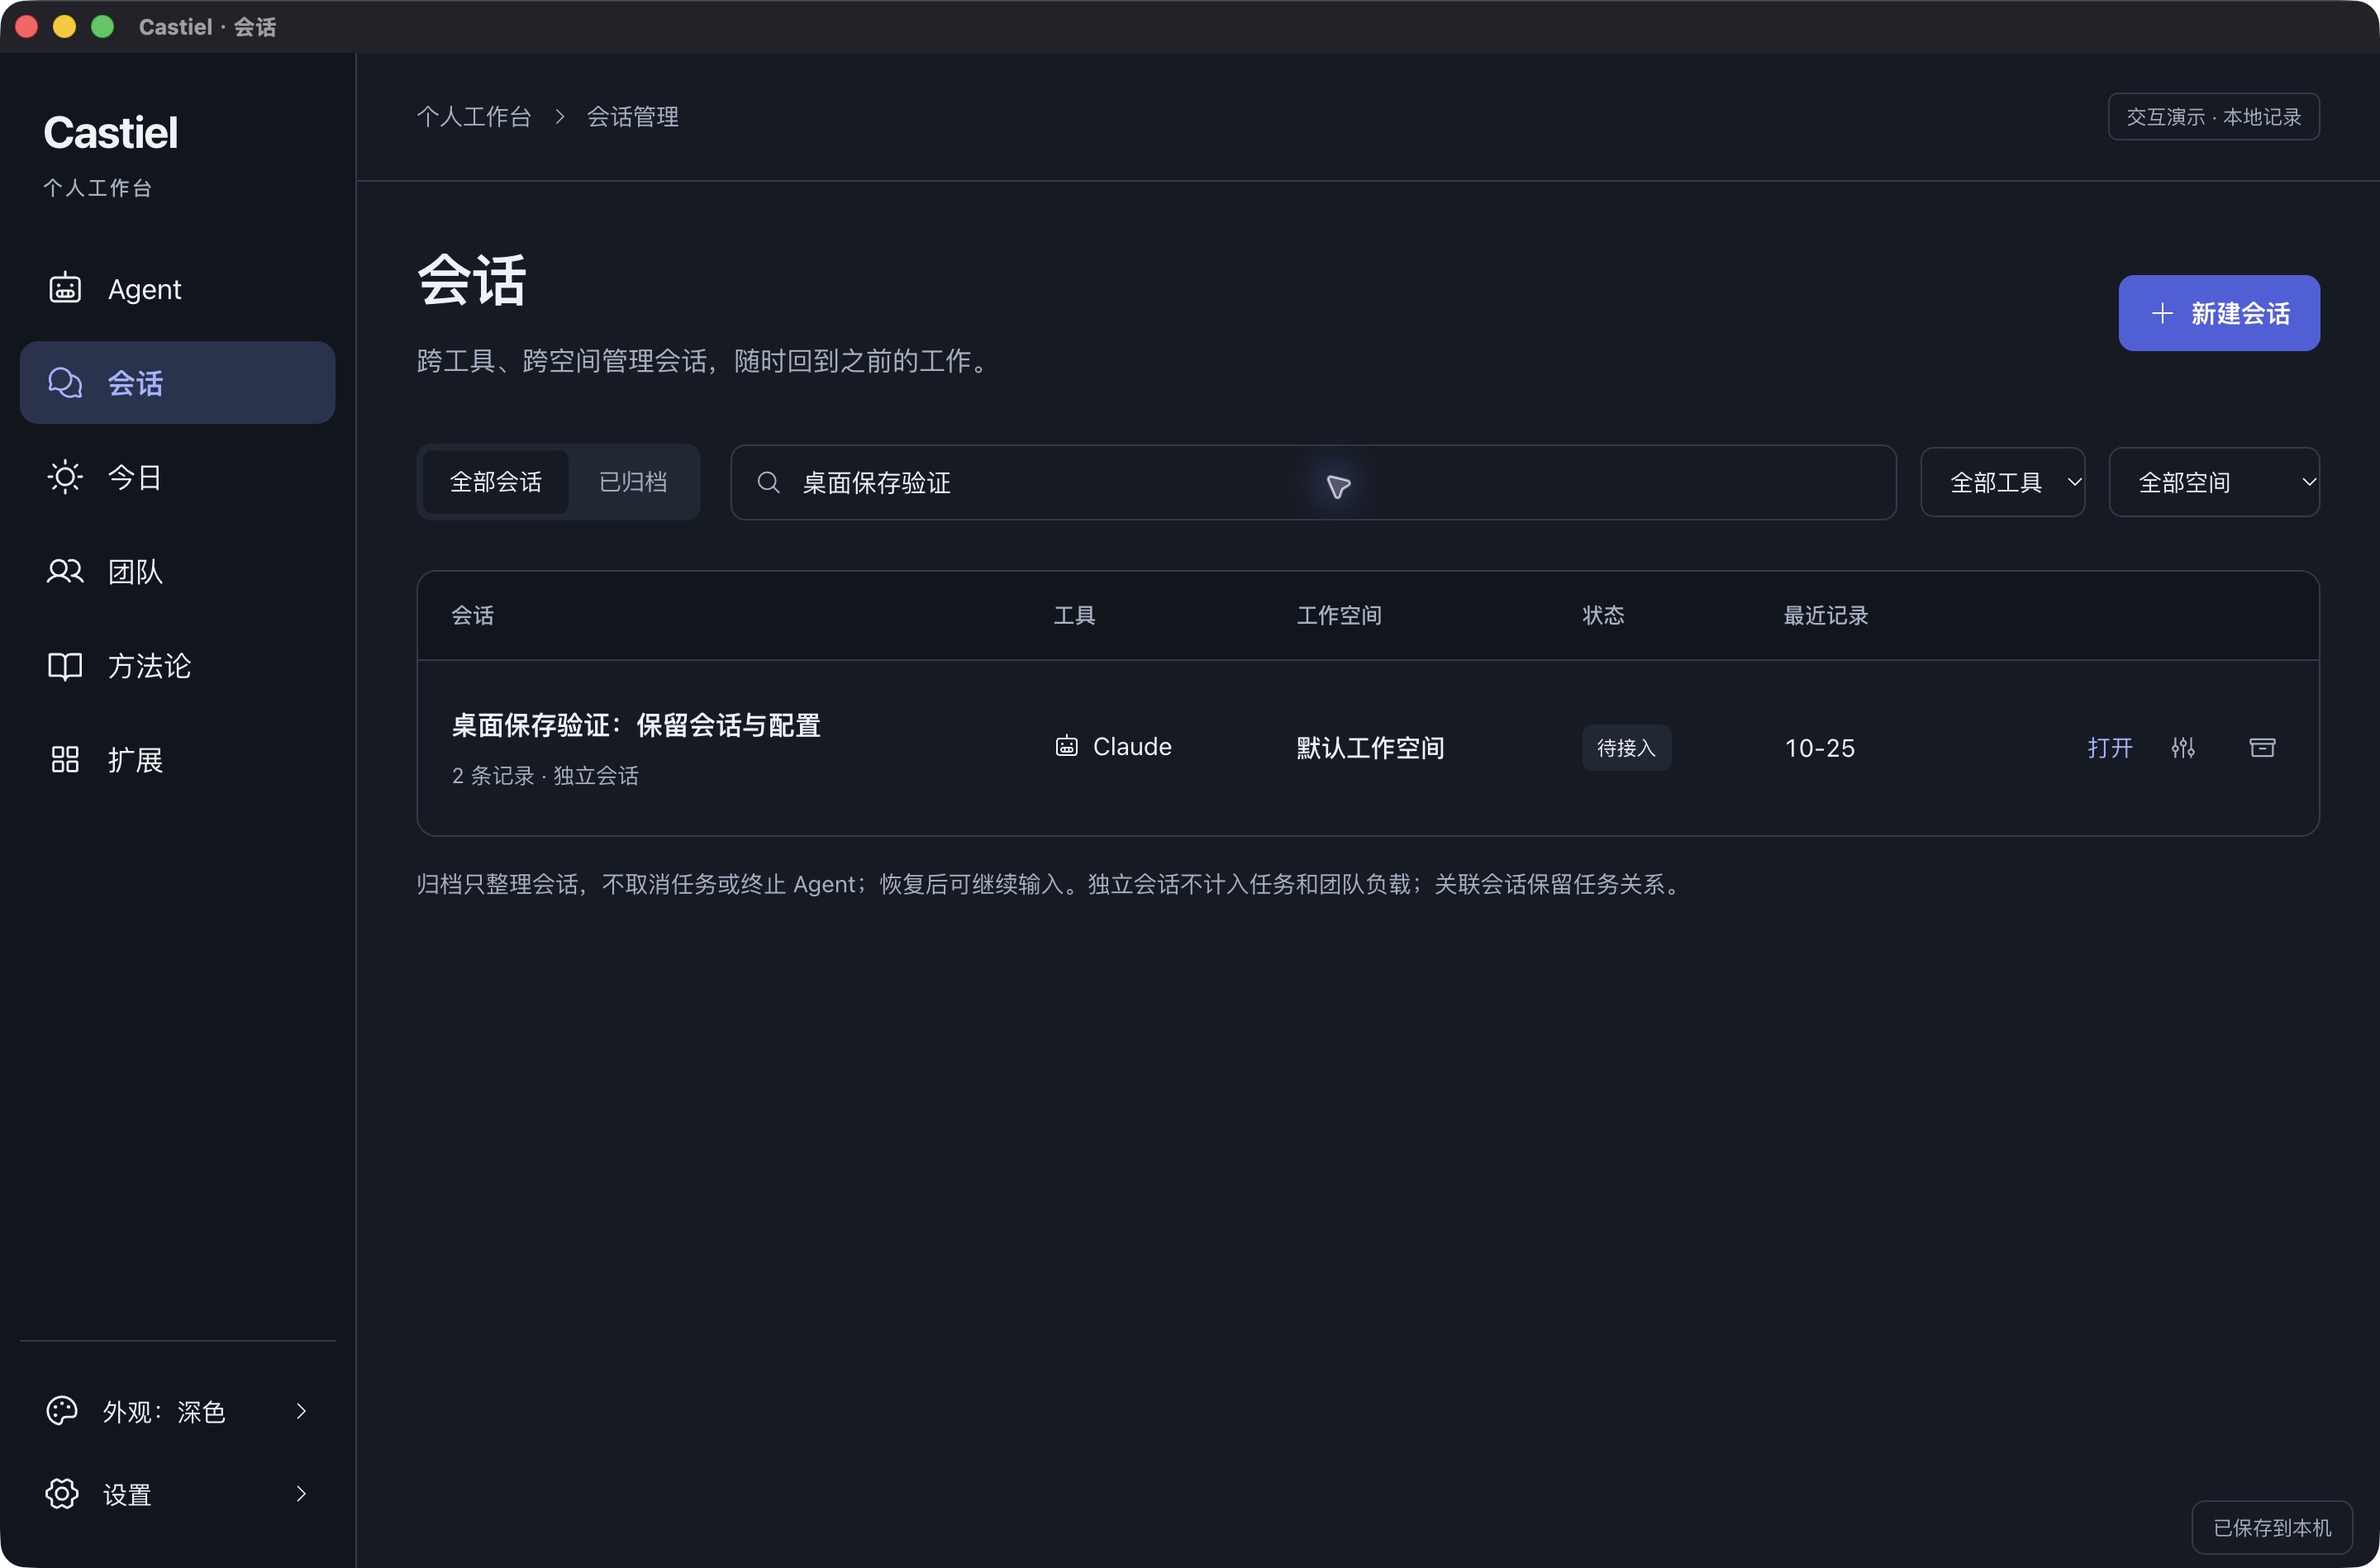 Castiel · 会话
Castiel
个人工作台
Agent
会话
今日
团队
方法论
扩展
外观：深色
设置
个人工作台 > 会话管理
交互演示 · 本地记录
会话
跨工具、跨空间管理会话，随时回到之前的工作。
+ 新建会话
全部会话 已归档 桌面保存验证 全部工具 全部空间
会话 工具 工作空间 状态 最近记录
桌面保存验证：保留会话与配置
2 条记录 · 独立会话
Claude 默认工作空间 待接入 10-25 打开
归档只整理会话，不取消任务或终止 Agent；恢复后可继续输入。独立会话不计入任务和团队负载；关联会话保留任务关系。
已保存到本机